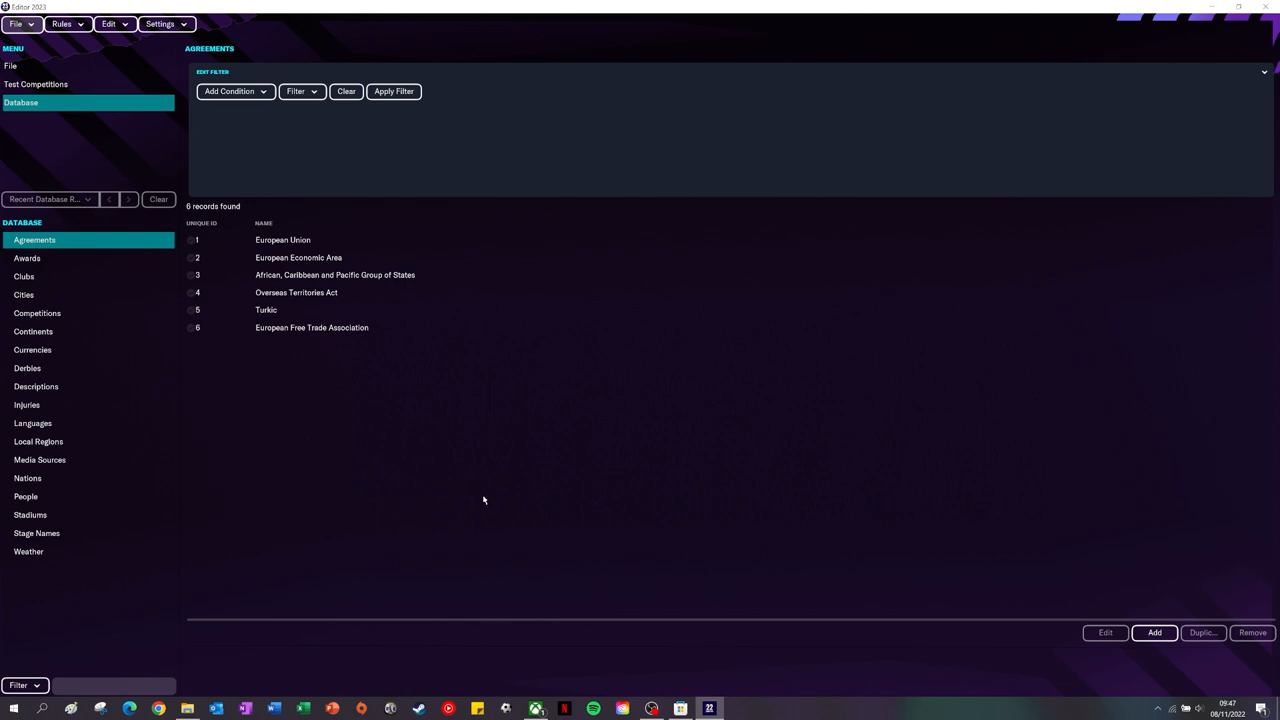 Editor 2023
File Rules Edit Settings
MENU
File
Test Competitions
Database
Recent Database R... < > Clear
DATABASE
Agreements
Awards
Clubs
Cities
Competitions
Continents
Currencies
Derbies
Descriptions
Injuries
Languages
Local Regions
Media Sources
Nations
People
Stadiums
Stage Names
Weather
Filter
AGREEMENTS
EDIT FILTER
Add Condition Filter Clear Apply Filter
6 records found
UNIQUE ID NAME
1 European Union
2 European Economic Area
3 African, Caribbean and Pacific Group of States
4 Overseas Territories Act
5 Turkic
6 European Free Trade Association
Edit Add Duplic... Remove
09:47
08/11/2022